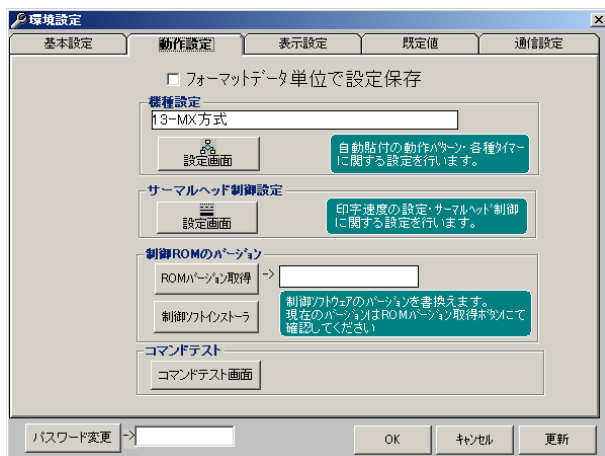 環境設定
基本設定 動作設定 表示設定 既定値 通信設定
フォーマットデータ単位で設定保存
機種設定
13-MX方式
設定画面
自動貼付の動作パターン・各種タイマー
に関する設定を行います。
サーマルヘッド制御設定
設定画面
印字速度の設定・サーマルヘッド制御
に関する設定を行います。
制御ROMのバージョン
ROMバージョン取得 ->
制御ソフトインストーラ
制御ソフトウェアのバージョンを書換えます。
現在のバージョンはROMバージョン取得ボタンにて
確認してください
コマンドテスト
コマンドテスト画面
パスワード変更 ->
OK キャンセル 更新